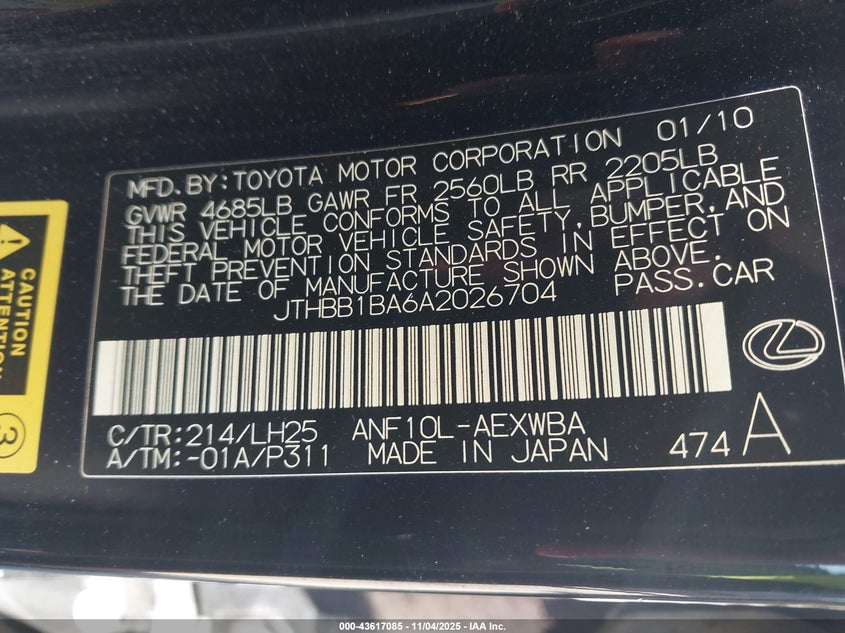 MFD. BY: TOYOTA MOTOR CORPORATION 01/10
GVWR 4685LB GAWR FR 2560LB RR 2205LB
THIS VEHICLE CONFORMS TO ALL APPLICABLE
FEDERAL MOTOR VEHICLE SAFETY, BUMPER, AND
THEFT PREVENTION STANDARDS IN EFFECT ON
THE DATE OF MANUFACTURE SHOWN ABOVE.
JTHBB1BA6A2026704 PASS. CAR
C/TR: 214/LH25 ANF10L-AEXWBA
A/TM: -01A/P311 MADE IN JAPAN 474 A
CAUTION
ATTENTION
3
000-43617085 - 11/04/2025 - IAA Inc.